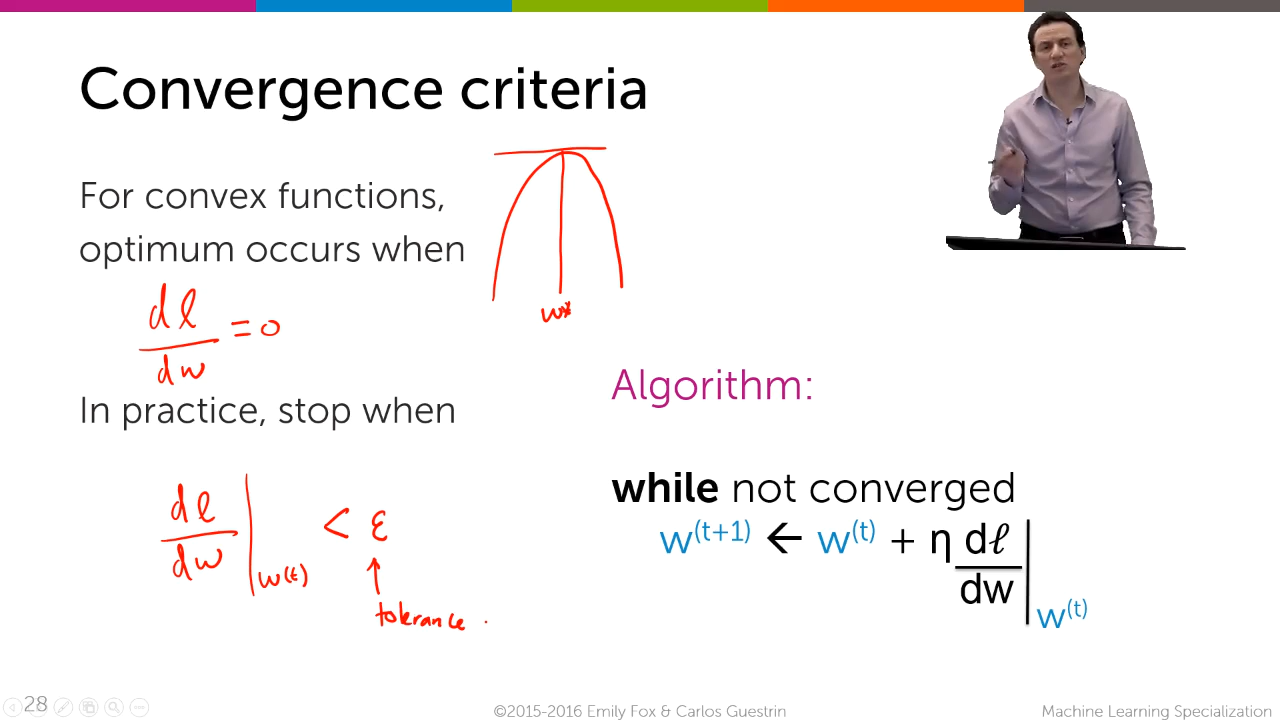 Convergence criteria
For convex functions,
optimum occurs when
dℓ/dw = 0
w*
In practice, stop when
dℓ/dw |w(t) < ε
tolerance
Algorithm:
while not converged
w(t+1) ← w(t) + η dℓ/dw |w(t)
28
©2015-2016 Emily Fox & Carlos Guestrin
Machine Learning Specialization